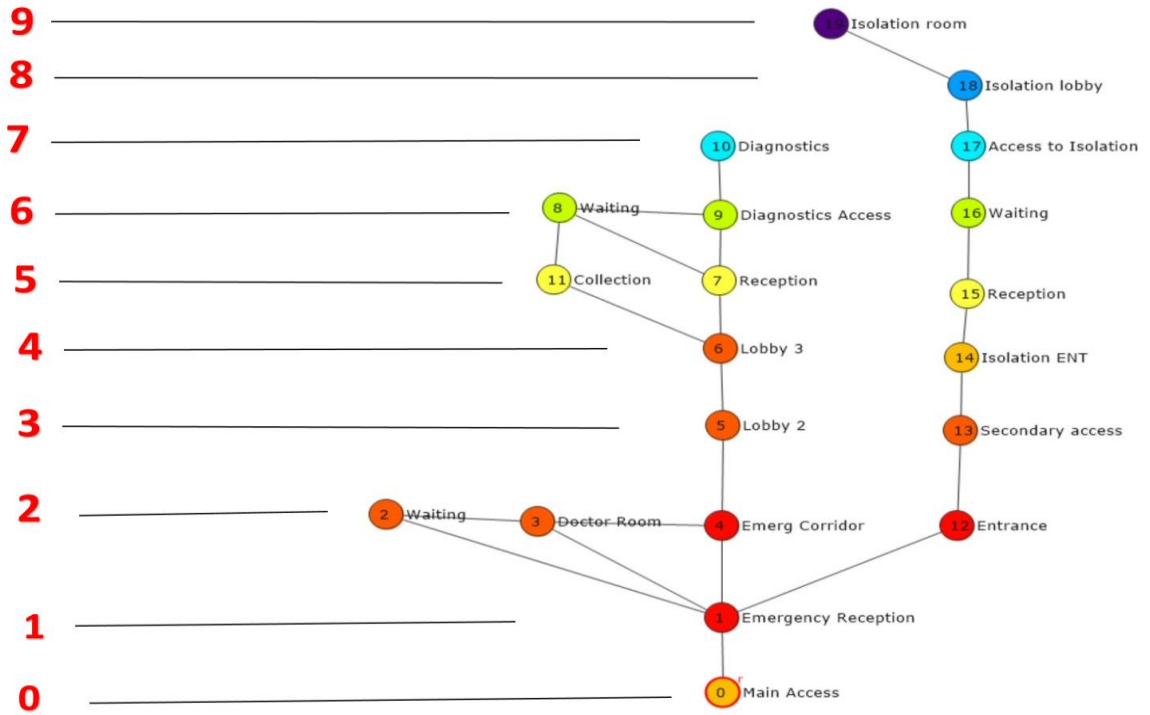 9
19 Isolation room
8
18 Isolation lobby
7
10 Diagnostics
17 Access to Isolation
6
8 Waiting
9 Diagnostics Access
16 Waiting
5
11 Collection
7 Reception
15 Reception
4
6 Lobby 3
14 Isolation ENT
3
5 Lobby 2
13 Secondary access
2
2 Waiting
3 Doctor Room
4 Emerg Corridor
12 Entrance
1
1 Emergency Reception
0
r
0 Main Access